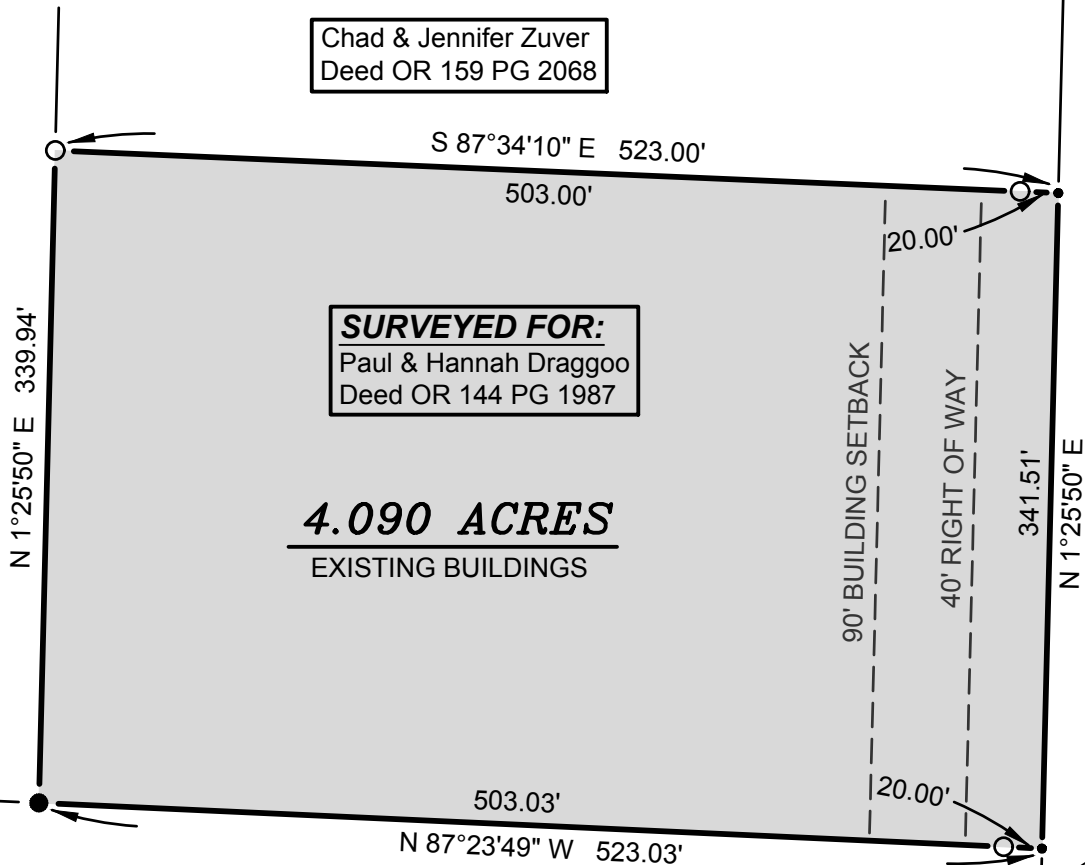 Chad & Jennifer Zuver
Deed OR 159 PG 2068
S 87°34'10" E 523.00'
503.00'
20.00'
N 1°25'50" E 339.94'
SURVEYED FOR:
Paul & Hannah Draggoo
Deed OR 144 PG 1987
4.090 ACRES
EXISTING BUILDINGS
90' BUILDING SETBACK
40' RIGHT OF WAY
341.51'
N 1°25'50" E
503.03'
20.00'
N 87°23'49" W 523.03'